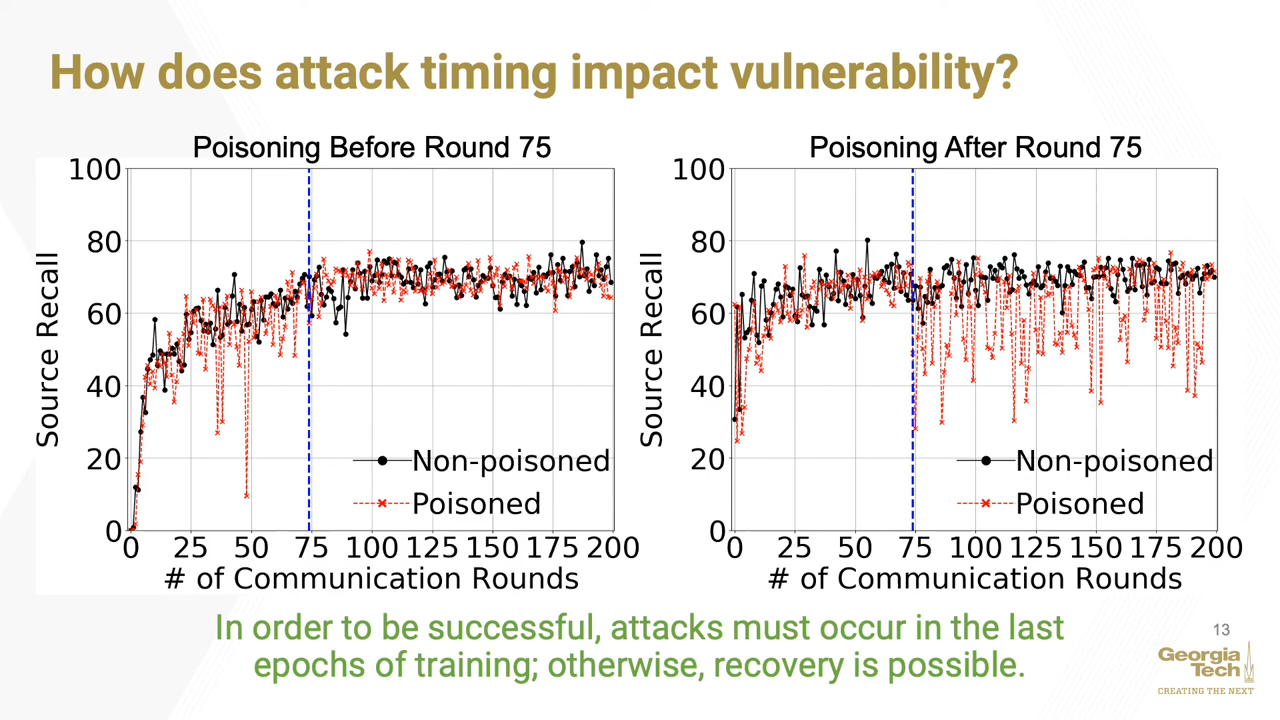 How does attack timing impact vulnerability?
Poisoning Before Round 75
100
80
60
40
20
0
Source Recall
Non-poisoned
Poisoned
0 25 50 75 100 125 150 175 200
# of Communication Rounds
Poisoning After Round 75
100
80
60
40
20
0
Source Recall
Non-poisoned
Poisoned
0 25 50 75 100 125 150 175 200
# of Communication Rounds
In order to be successful, attacks must occur in the last
epochs of training; otherwise, recovery is possible.
13
Georgia
Tech
CREATING THE NEXT